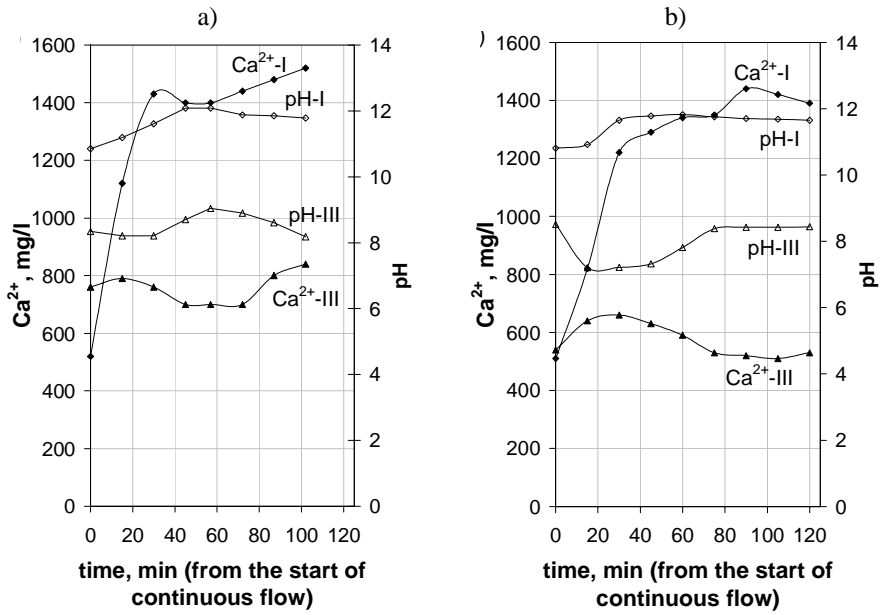 a)
1600
1400
1200
1000
800
600
400
200
0
Ca²⁺, mg/l
14
12
10
8
6
4
2
0
pH
Ca²⁺-I
pH-I
pH-III
Ca²⁺-III
0 20 40 60 80 100 120
time, min (from the start of
continuous flow)
b)
)
1600
1400
1200
1000
800
600
400
200
0
Ca²⁺, mg/l
14
12
10
8
6
4
2
0
pH
Ca²⁺-I
pH-I
pH-III
Ca²⁺-III
0 20 40 60 80 100 120
time, min (from the start of
continuous flow)